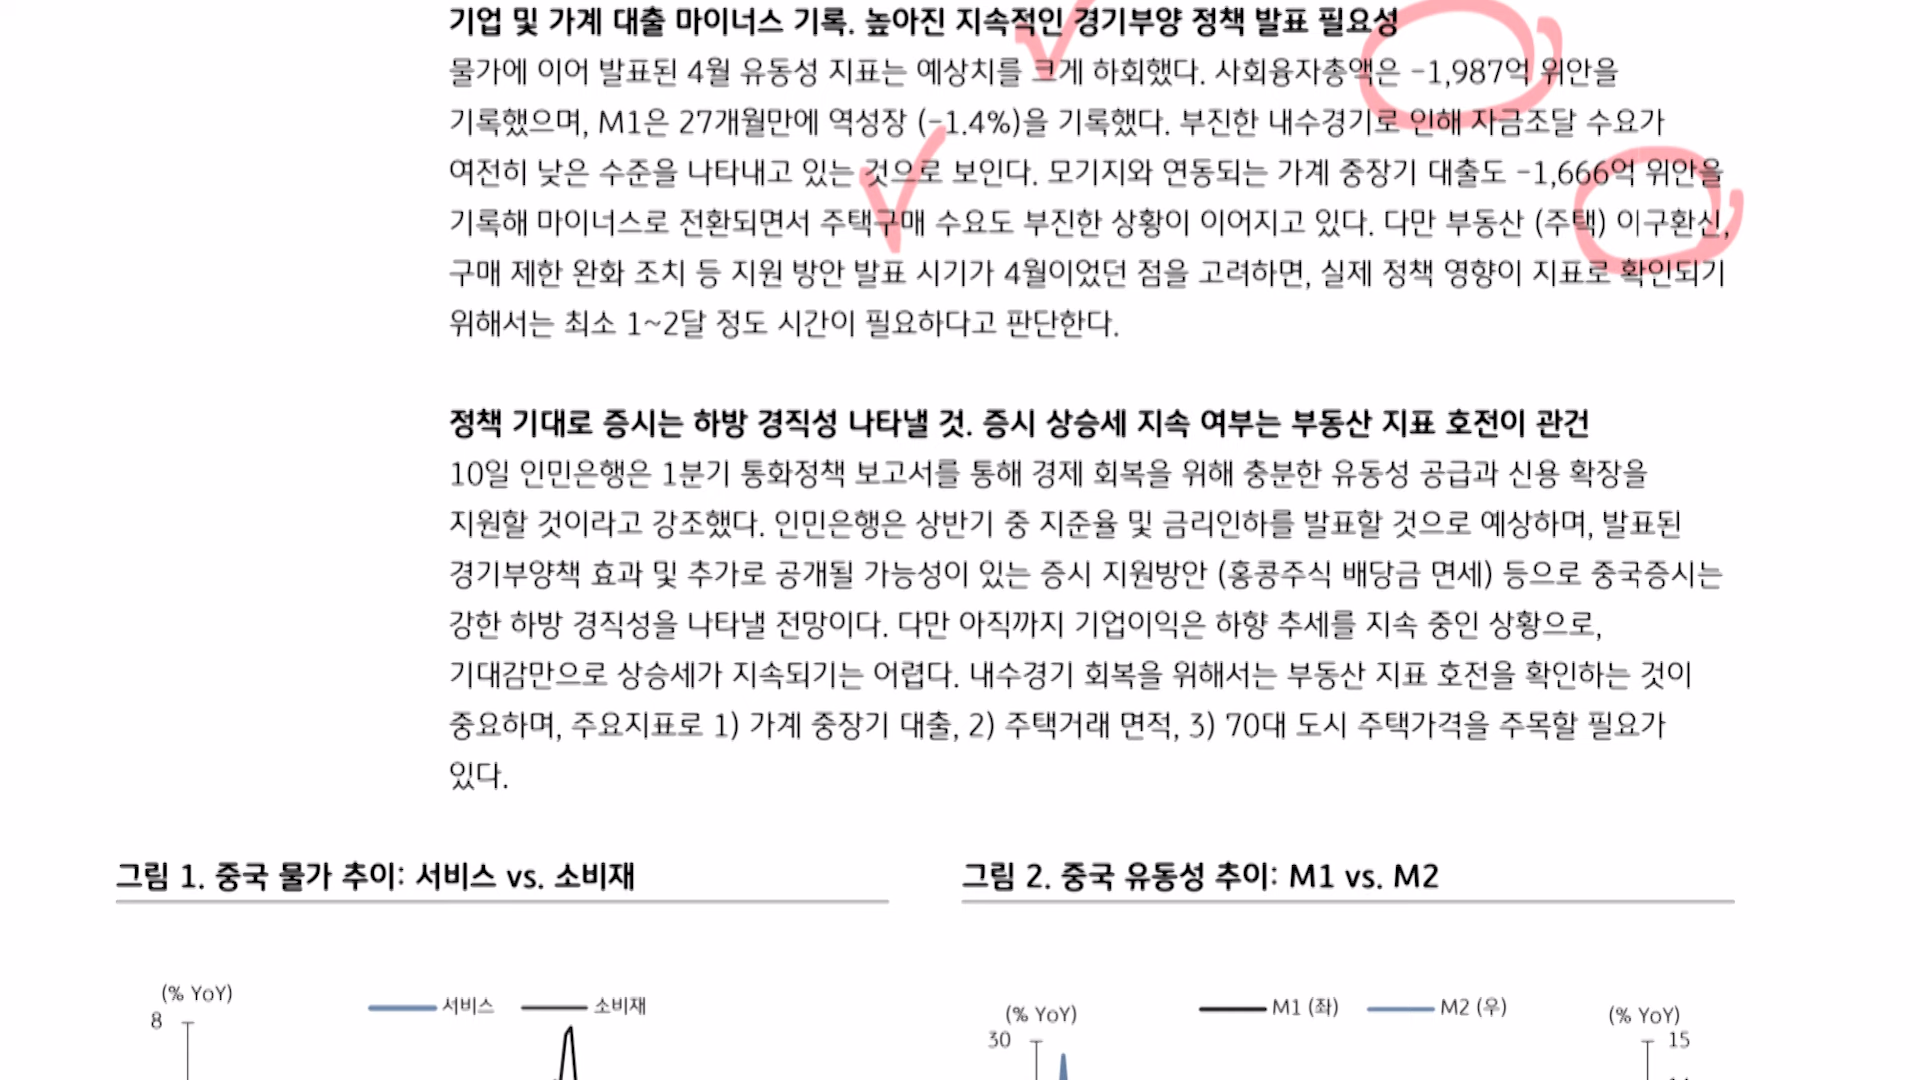 기업 및 가계 대출 마이너스 기록. 높아진 지속적인 경기부양 정책 발표 필요성
물가에 이어 발표된 4월 유동성 지표는 예상치를 크게 하회했다. 사회융자총액은 -1,987억 위안을
기록했으며, M1은 27개월만에 역성장 (-1.4%)을 기록했다. 부진한 내수경기로 인해 자금조달 수요가
여전히 낮은 수준을 나타내고 있는 것으로 보인다. 모기지와 연동되는 가계 중장기 대출도 -1,666억 위안을
기록해 마이너스로 전환되면서 주택구매 수요도 부진한 상황이 이어지고 있다. 다만 부동산 (주택) 이구환신,
구매 제한 완화 조치 등 지원 방안 발표 시기가 4월이었던 점을 고려하면, 실제 정책 영향이 지표로 확인되기
위해서는 최소 1~2달 정도 시간이 필요하다고 판단한다.
정책 기대로 증시는 하방 경직성 나타낼 것. 증시 상승세 지속 여부는 부동산 지표 호전이 관건
10일 인민은행은 1분기 통화정책 보고서를 통해 경제 회복을 위해 충분한 유동성 공급과 신용 확장을
지원할 것이라고 강조했다. 인민은행은 상반기 중 지준율 및 금리인하를 발표할 것으로 예상하며, 발표된
경기부양책 효과 및 추가로 공개될 가능성이 있는 증시 지원방안 (홍콩주식 배당금 면세) 등으로 중국증시는
강한 하방 경직성을 나타낼 전망이다. 다만 아직까지 기업이익은 하향 추세를 지속 중인 상황으로,
기대감만으로 상승세가 지속되기는 어렵다. 내수경기 회복을 위해서는 부동산 지표 호전을 확인하는 것이
중요하며, 주요지표로 1) 가계 중장기 대출, 2) 주택거래 면적, 3) 70대 도시 주택가격을 주목할 필요가
있다.
그림 1. 중국 물가 추이: 서비스 vs. 소비재
그림 2. 중국 유동성 추이: M1 vs. M2
(% YoY)
서비스 소비재
8
(% YoY)
M1 (좌) M2 (우)
(% YoY)
30
15